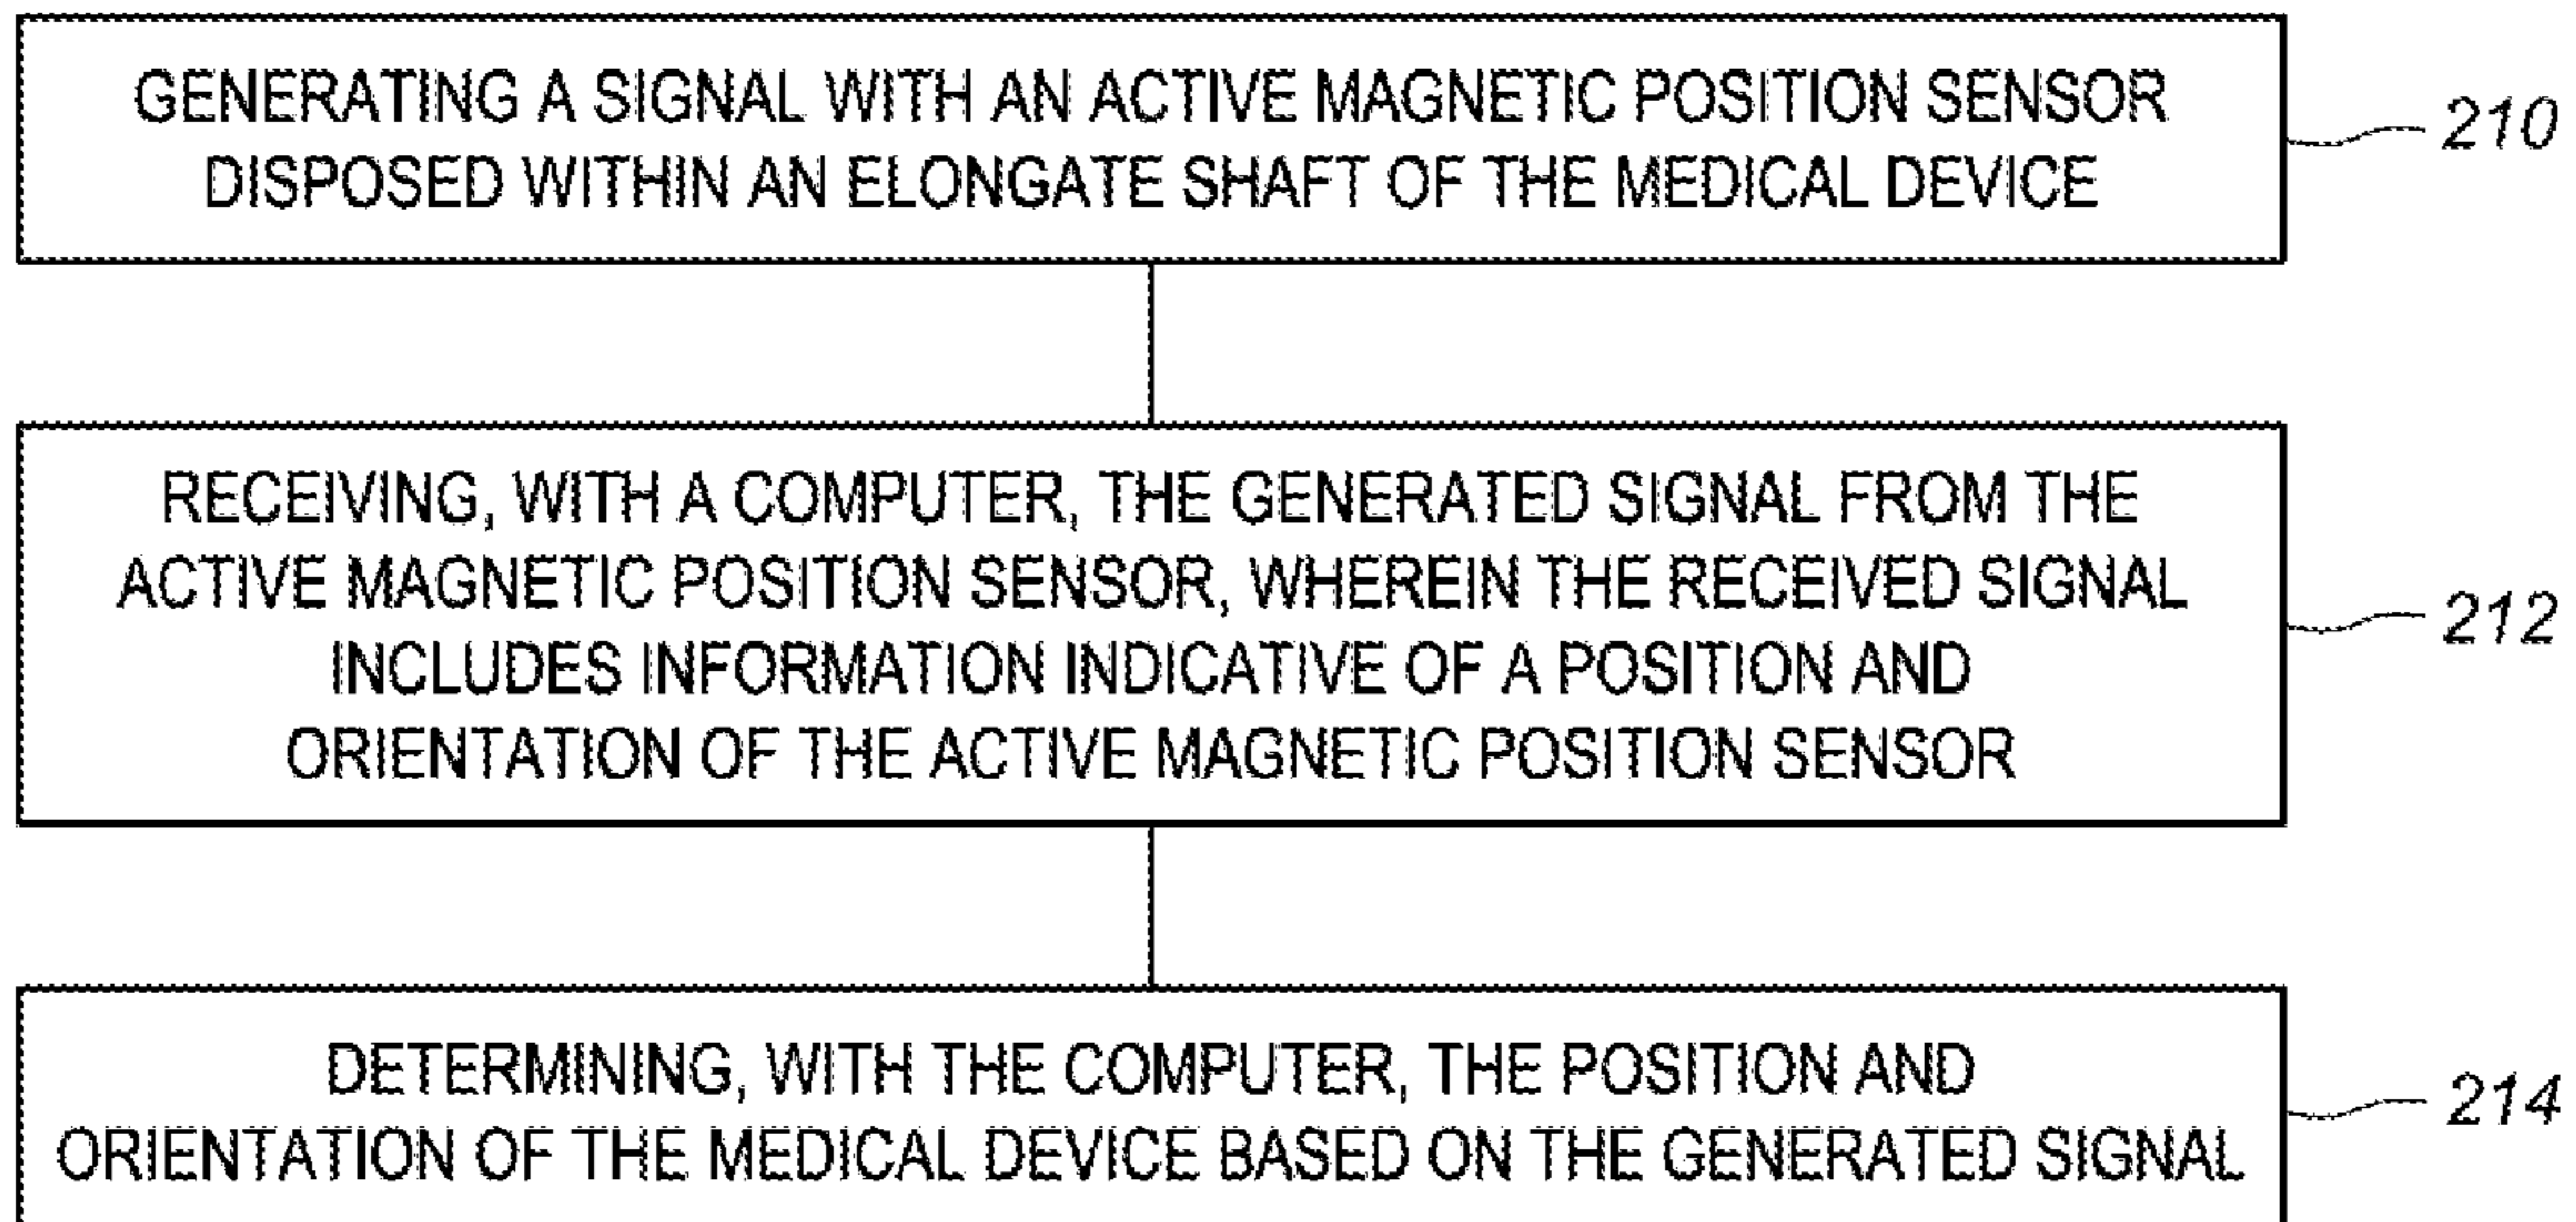 GENERATING A SIGNAL WITH AN ACTIVE MAGNETIC POSITION SENSOR
DISPOSED WITHIN AN ELONGATE SHAFT OF THE MEDICAL DEVICE
210
RECEIVING, WITH A COMPUTER, THE GENERATED SIGNAL FROM THE
ACTIVE MAGNETIC POSITION SENSOR, WHEREIN THE RECEIVED SIGNAL
INCLUDES INFORMATION INDICATIVE OF A POSITION AND
ORIENTATION OF THE ACTIVE MAGNETIC POSITION SENSOR
212
DETERMINING, WITH THE COMPUTER, THE POSITION AND
ORIENTATION OF THE MEDICAL DEVICE BASED ON THE GENERATED SIGNAL
214